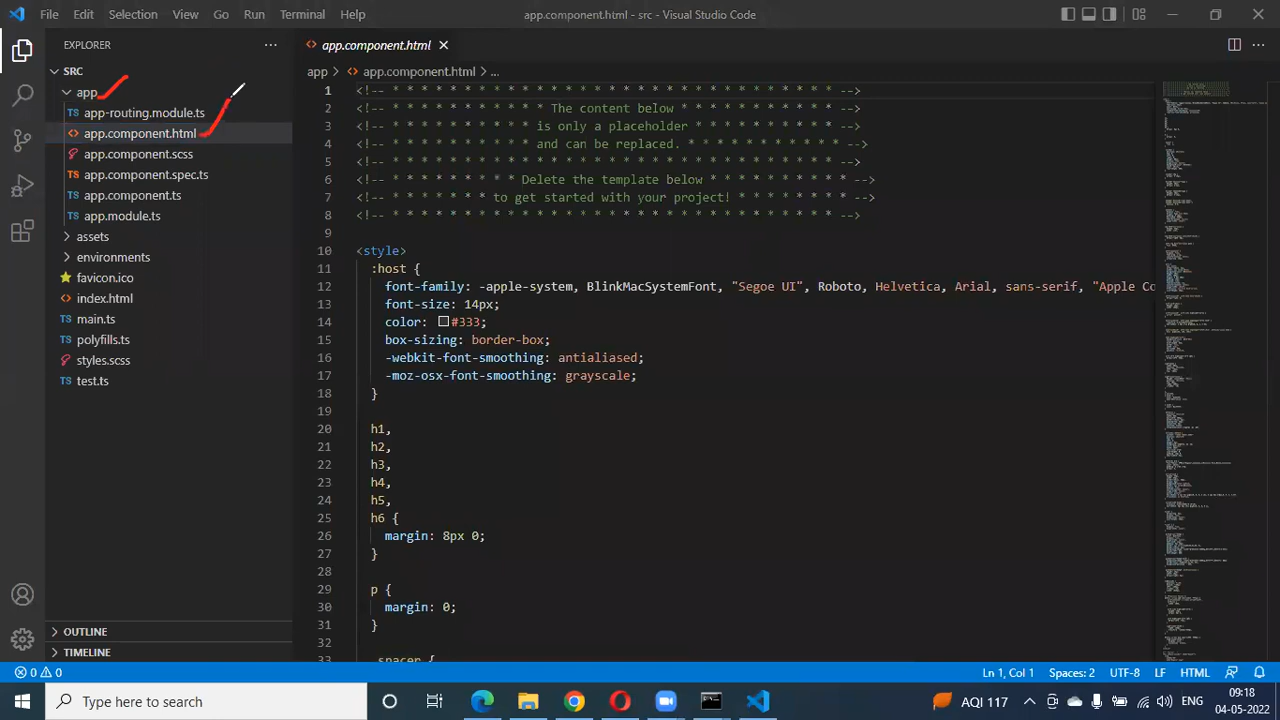 File Edit Selection View Go Run Terminal Help
app.component.html - src - Visual Studio Code
EXPLORER
SRC
app
app-routing.module.ts
app.component.html
app.component.scss
app.component.spec.ts
app.component.ts
app.module.ts
assets
environments
favicon.ico
index.html
main.ts
polyfills.ts
styles.scss
test.ts
OUTLINE
TIMELINE
app.component.html
app > app.component.html > ...
1 <!-- * * * * * * * * * * * * * * * * * * * * * * * * * * * * * * * -->
2 <!-- * * * * * * * * * * * The content below * * * * * * * * * * * -->
3 <!-- * * * * * * * * * * is only a placeholder * * * * * * * * * * -->
4 <!-- * * * * * * * * * * and can be replaced. * * * * * * * * * * * -->
5 <!-- * * * * * * * * * * * * * * * * * * * * * * * * * * * * * * * -->
6 <!-- * * * * * * * * * Delete the template below * * * * * * * * * * -->
7 <!-- * * * * * * * to get started with your project! * * * * * * * * -->
8 <!-- * * * * * * * * * * * * * * * * * * * * * * * * * * * * * * * -->
9
10 <style>
11 :host {
12 font-family: -apple-system, BlinkMacSystemFont, "Segoe UI", Roboto, Helvetica, Arial, sans-serif, "Apple Co
13 font-size: 14px;
14 color: #333;
15 box-sizing: border-box;
16 -webkit-font-smoothing: antialiased;
17 -moz-osx-font-smoothing: grayscale;
18 }
19
20 h1,
21 h2,
22 h3,
23 h4,
24 h5,
25 h6 {
26 margin: 8px 0;
27 }
28
29 p {
30 margin: 0;
31 }
32
33 .spacer {
0 0
Ln 1, Col 1 Spaces: 2 UTF-8 LF HTML
Type here to search
AQI 117
ENG
09:18
04-05-2022